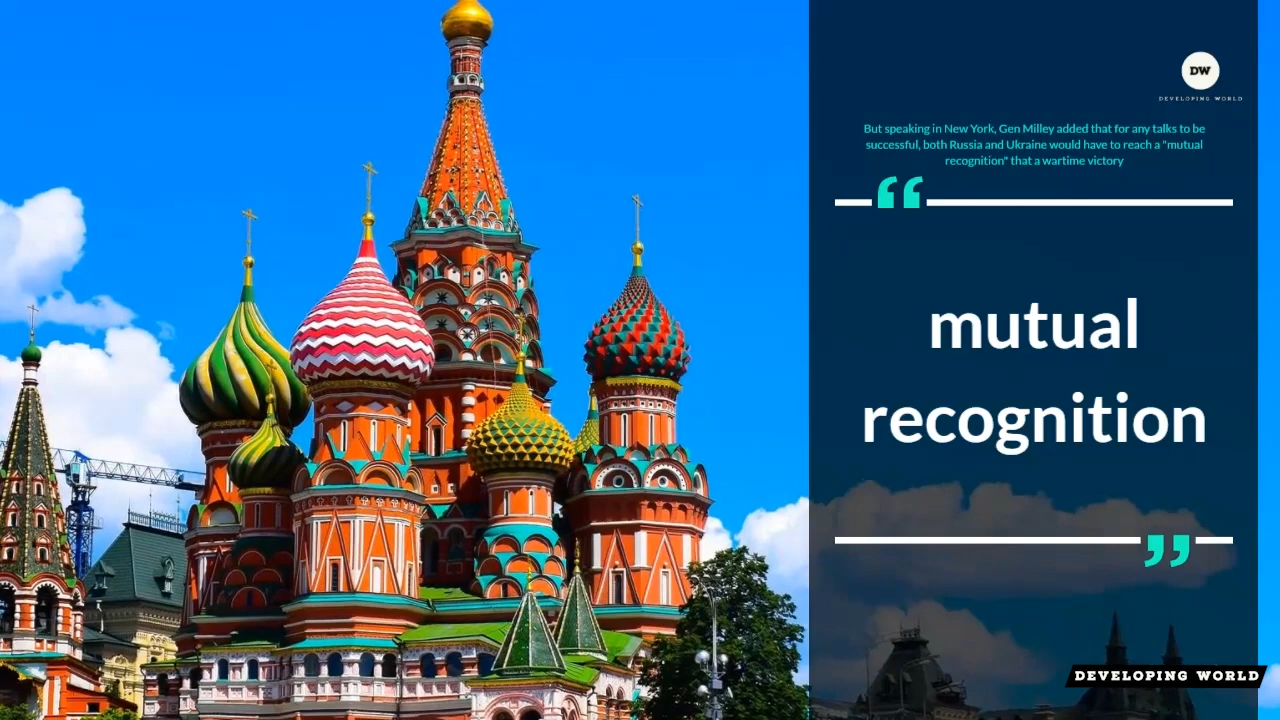 DW
DEVELOPING WORLD
But speaking in New York, Gen Milley added that for any talks to be
successful, both Russia and Ukraine would have to reach a "mutual
recognition" that a wartime victory
“
mutual
recognition
”
DEVELOPING WORLD